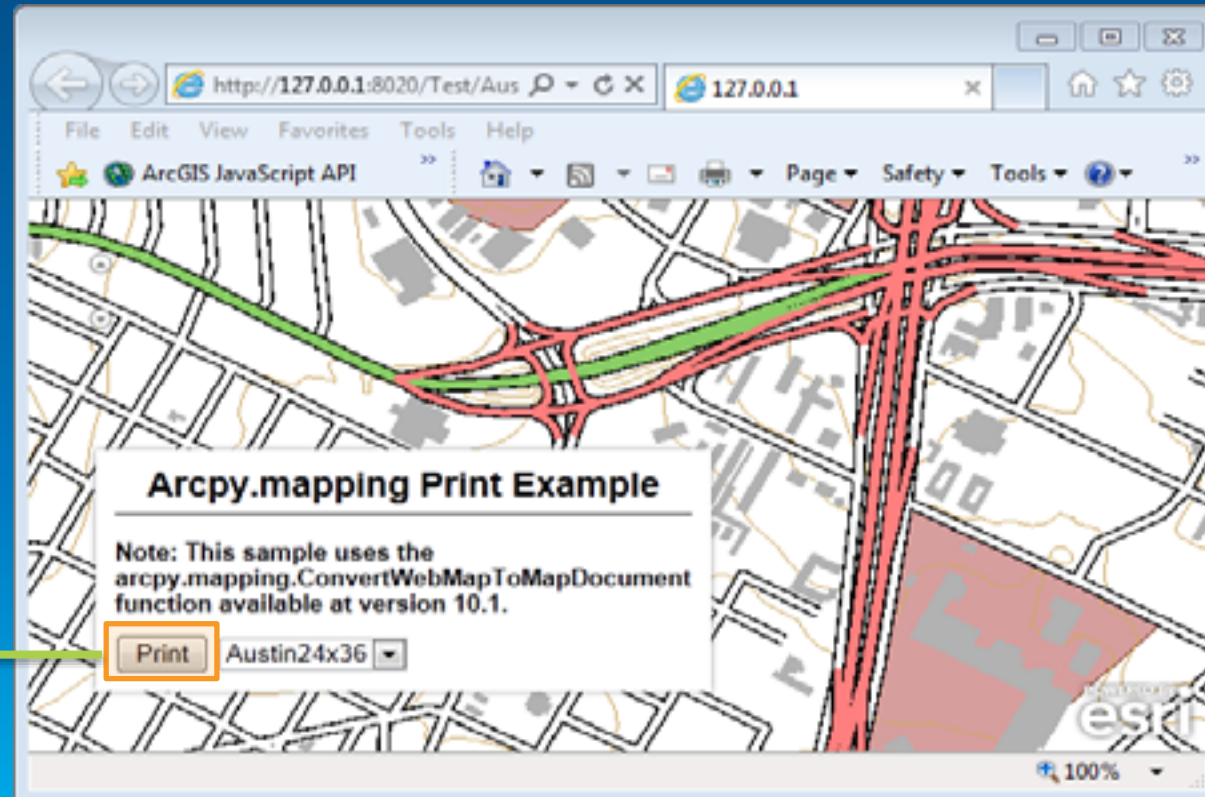 http://127.0.0.1:8020/Test/Aus
127.0.0.1
File Edit View Favorites Tools Help
ArcGIS JavaScript API » Page Safety Tools »
Arcpy.mapping Print Example
Note: This sample uses the
arcpy.mapping.ConvertWebMapToMapDocument
function available at version 10.1.
Print Austin24x36
esri
100%